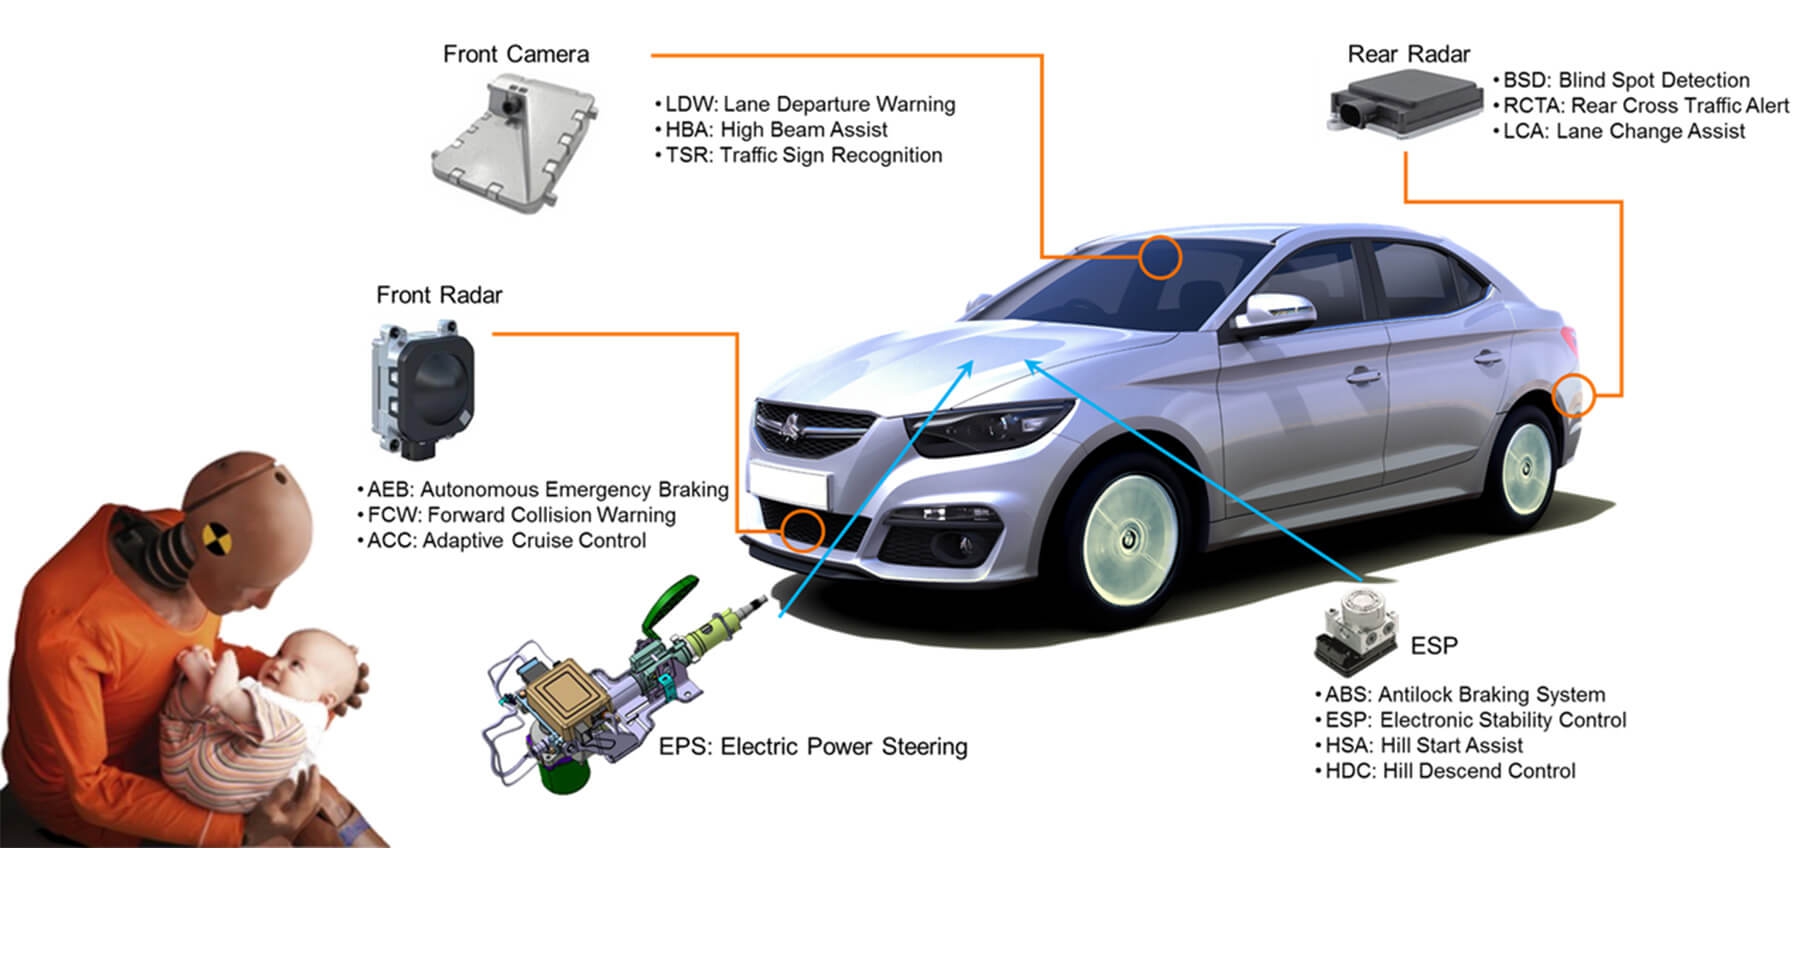 Front Camera
• LDW: Lane Departure Warning
• HBA: High Beam Assist
• TSR: Traffic Sign Recognition
Rear Radar
• BSD: Blind Spot Detection
• RCTA: Rear Cross Traffic Alert
• LCA: Lane Change Assist
Front Radar
• AEB: Autonomous Emergency Braking
• FCW: Forward Collision Warning
• ACC: Adaptive Cruise Control
EPS: Electric Power Steering
ESP
• ABS: Antilock Braking System
• ESP: Electronic Stability Control
• HSA: Hill Start Assist
• HDC: Hill Descend Control